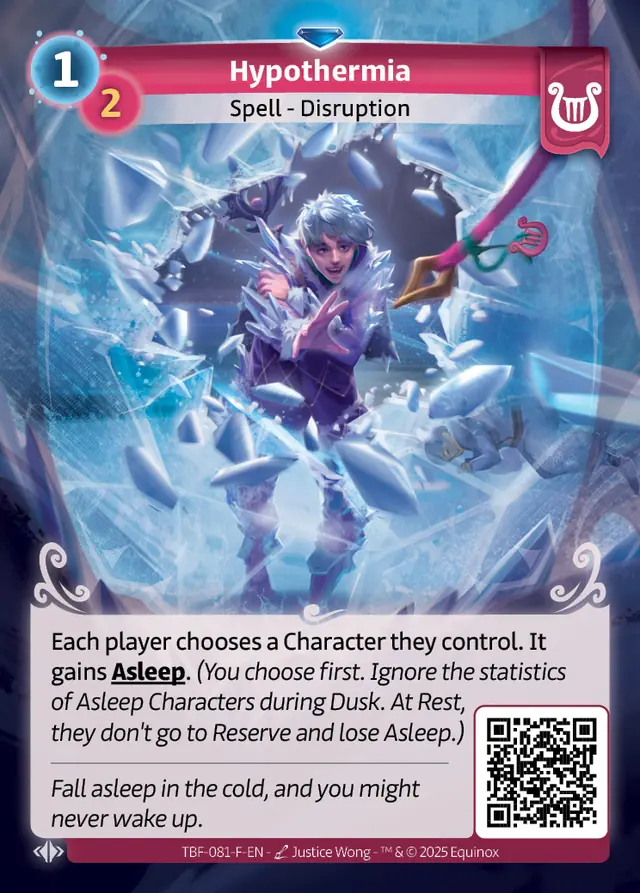 1
Hypothermia
2
Spell - Disruption
Each player chooses a Character they control. It
gains Asleep. (You choose first. Ignore the statistics
of Asleep Characters during Dusk. At Rest,
they don't go to Reserve and lose Asleep.)
Fall asleep in the cold, and you might
never wake up.
TBF-081-F-EN - Justice Wong - ™ & © 2025 Equinox